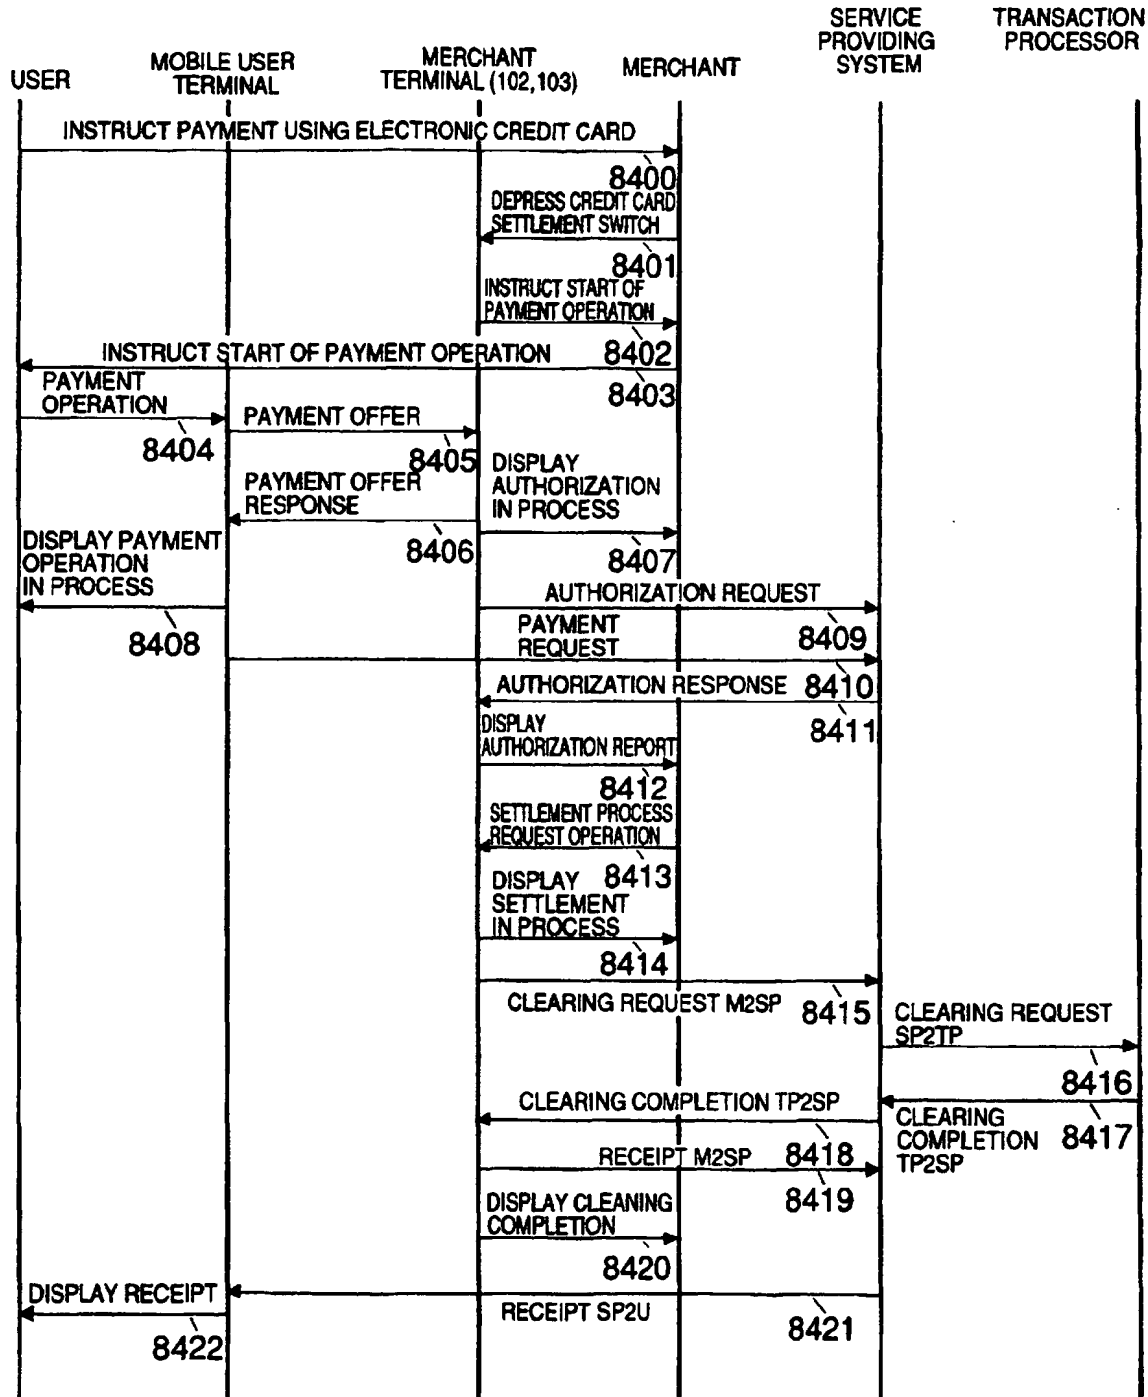 USER
MOBILE USER
TERMINAL
MERCHANT
TERMINAL (102,103)
MERCHANT
SERVICE
PROVIDING
SYSTEM
TRANSACTION
PROCESSOR
INSTRUCT PAYMENT USING ELECTRONIC CREDIT CARD
8400
DEPRESS CREDIT CARD
SETTLEMENT SWITCH
8401
INSTRUCT START OF
PAYMENT OPERATION
8402
INSTRUCT START OF PAYMENT OPERATION
8403
PAYMENT
OPERATION
8404
PAYMENT OFFER
8405
PAYMENT OFFER
RESPONSE
8406
DISPLAY
AUTHORIZATION
IN PROCESS
8407
DISPLAY PAYMENT
OPERATION
IN PROCESS
8408
AUTHORIZATION REQUEST
8409
PAYMENT
REQUEST
8410
AUTHORIZATION RESPONSE
8411
DISPLAY
AUTHORIZATION REPORT
8412
SETTLEMENT PROCESS
REQUEST OPERATION
8413
DISPLAY
SETTLEMENT
IN PROCESS
8414
CLEARING REQUEST M2SP
8415
CLEARING REQUEST
SP2TP
8416
CLEARING
COMPLETION
TP2SP
8417
CLEARING COMPLETION TP2SP
8418
RECEIPT M2SP
8419
DISPLAY CLEANING
COMPLETION
8420
RECEIPT SP2U
8421
DISPLAY RECEIPT
8422